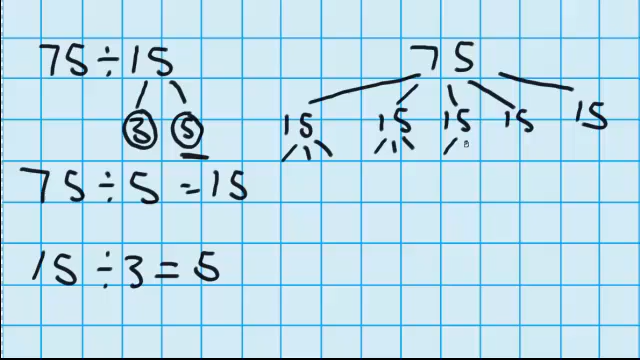 75 ÷ 15
3 5
75 ÷ 5 = 15
15 ÷ 3 = 5
75
15 15 15 15 15